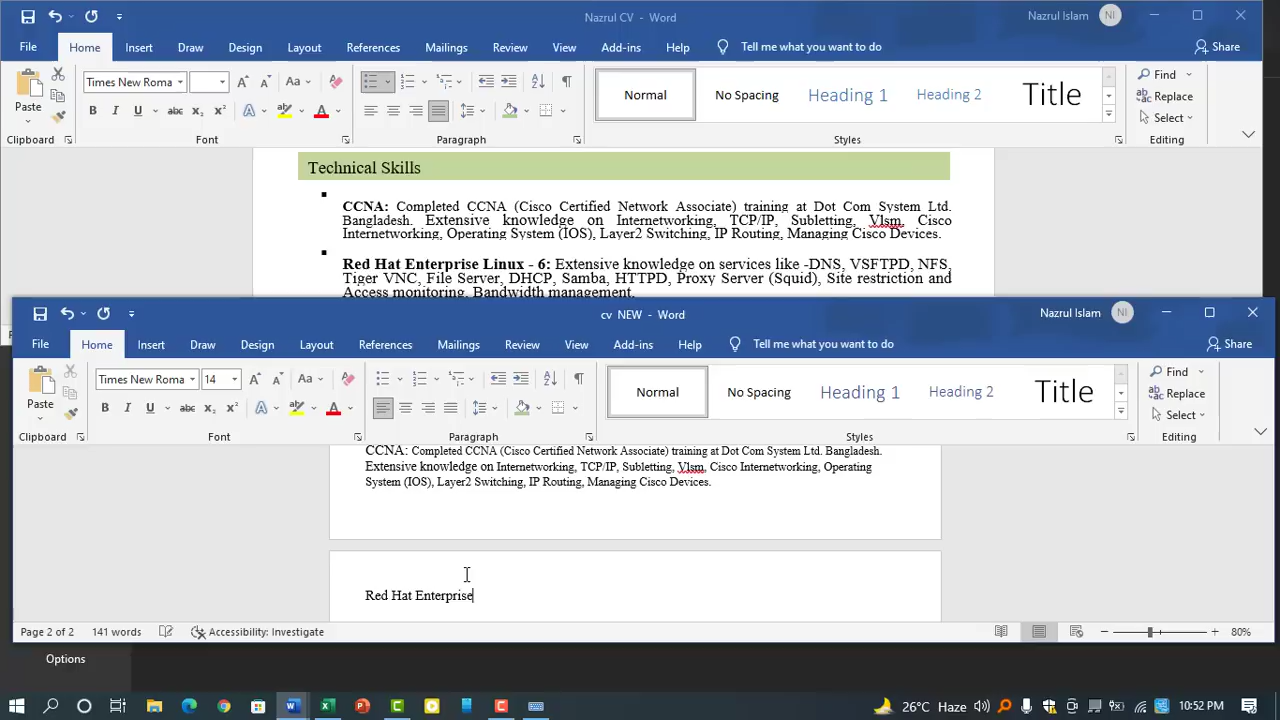 Nazrul CV - Word
Nazrul Islam NI
File Home Insert Draw Design Layout References Mailings Review View Add-ins Help Tell me what you want to do Share
Times New Roma Aa Find
Paste B I U abc x₂ x² A A Normal No Spacing Heading 1 Heading 2 Title Replace
Select
Clipboard Font Paragraph Styles Editing
Technical Skills
CCNA: Completed CCNA (Cisco Certified Network Associate) training at Dot Com System Ltd.
Bangladesh. Extensive knowledge on Internetworking, TCP/IP, Subletting, Vlsm, Cisco
Internetworking, Operating System (IOS), Layer2 Switching, IP Routing, Managing Cisco Devices.
Red Hat Enterprise Linux - 6: Extensive knowledge on services like -DNS, VSFTPD, NFS,
Tiger VNC, File Server, DHCP, Samba, HTTPD, Proxy Server (Squid), Site restriction and
Access monitoring, Bandwidth management.
cv NEW - Word
Nazrul Islam NI
File Home Insert Draw Design Layout References Mailings Review View Add-ins Help Tell me what you want to do Share
Times New Roma 14 Aa Find
Paste B I U abc x₂ x² A A Normal No Spacing Heading 1 Heading 2 Title Replace
Select
Clipboard Font Paragraph Styles Editing
CCNA: Completed CCNA (Cisco Certified Network Associate) training at Dot Com System Ltd. Bangladesh.
Extensive knowledge on Internetworking, TCP/IP, Subletting, Vlsm, Cisco Internetworking, Operating
System (IOS), Layer2 Switching, IP Routing, Managing Cisco Devices.
Red Hat Enterprise
Page 2 of 2 141 words Accessibility: Investigate 80%
Options
26°C Haze 10:52 PM